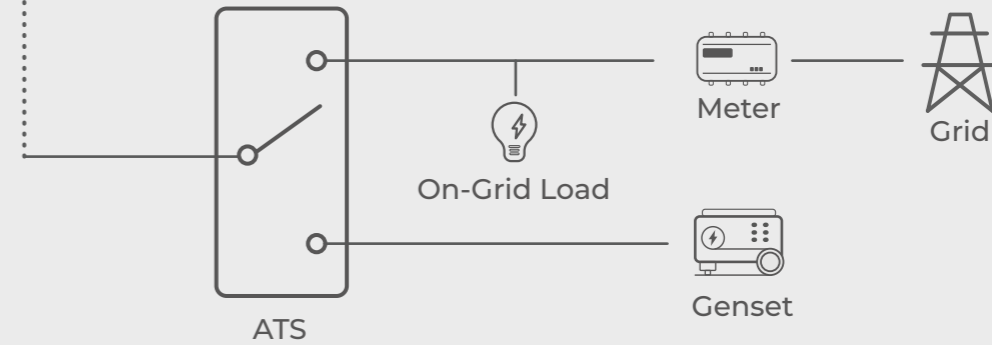 Meter
Grid
On-Grid Load
Genset
ATS